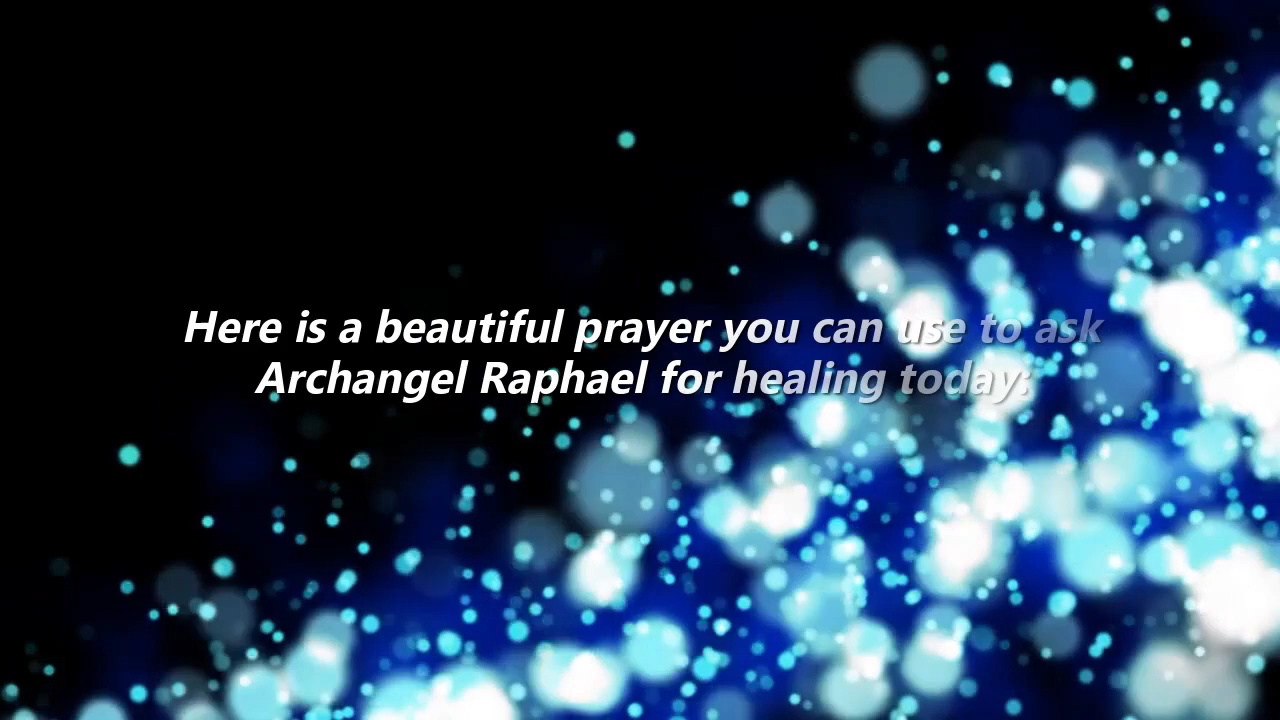 Here is a beautiful prayer you can use to ask
Archangel Raphael for healing today: